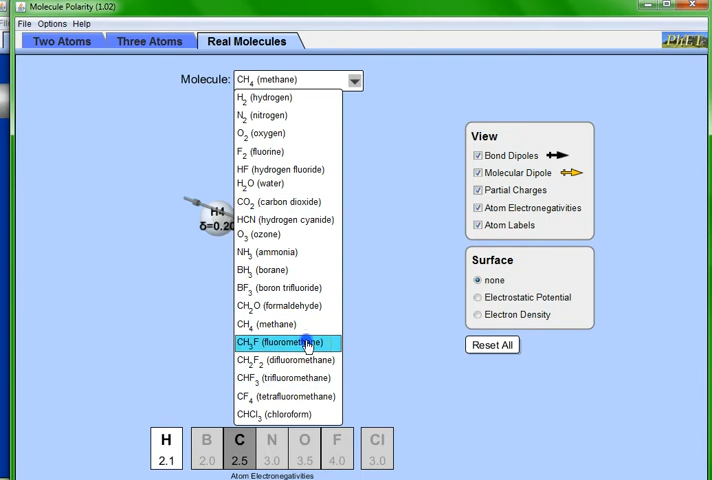 Molecule Polarity (1.02)
File Options Help
Two Atoms Three Atoms Real Molecules
PhET
Molecule: CH4 (methane)
H2 (hydrogen)
N2 (nitrogen)
O2 (oxygen)
F2 (fluorine)
HF (hydrogen fluoride)
H2O (water)
CO2 (carbon dioxide)
HCN (hydrogen cyanide)
O3 (ozone)
NH3 (ammonia)
BH3 (borane)
BF3 (boron trifluoride)
CH2O (formaldehyde)
CH4 (methane)
CH3F (fluoromethane)
CH2F2 (difluoromethane)
CHF3 (trifluoromethane)
CF4 (tetrafluoromethane)
CHCl3 (chloroform)
H4
δ=0.20
View
Bond Dipoles
Molecular Dipole
Partial Charges
Atom Electronegativities
Atom Labels
Surface
none
Electrostatic Potential
Electron Density
Reset All
H B C N O F Cl
2.1 2.0 2.5 3.0 3.5 4.0 3.0
Atom Electronegativities